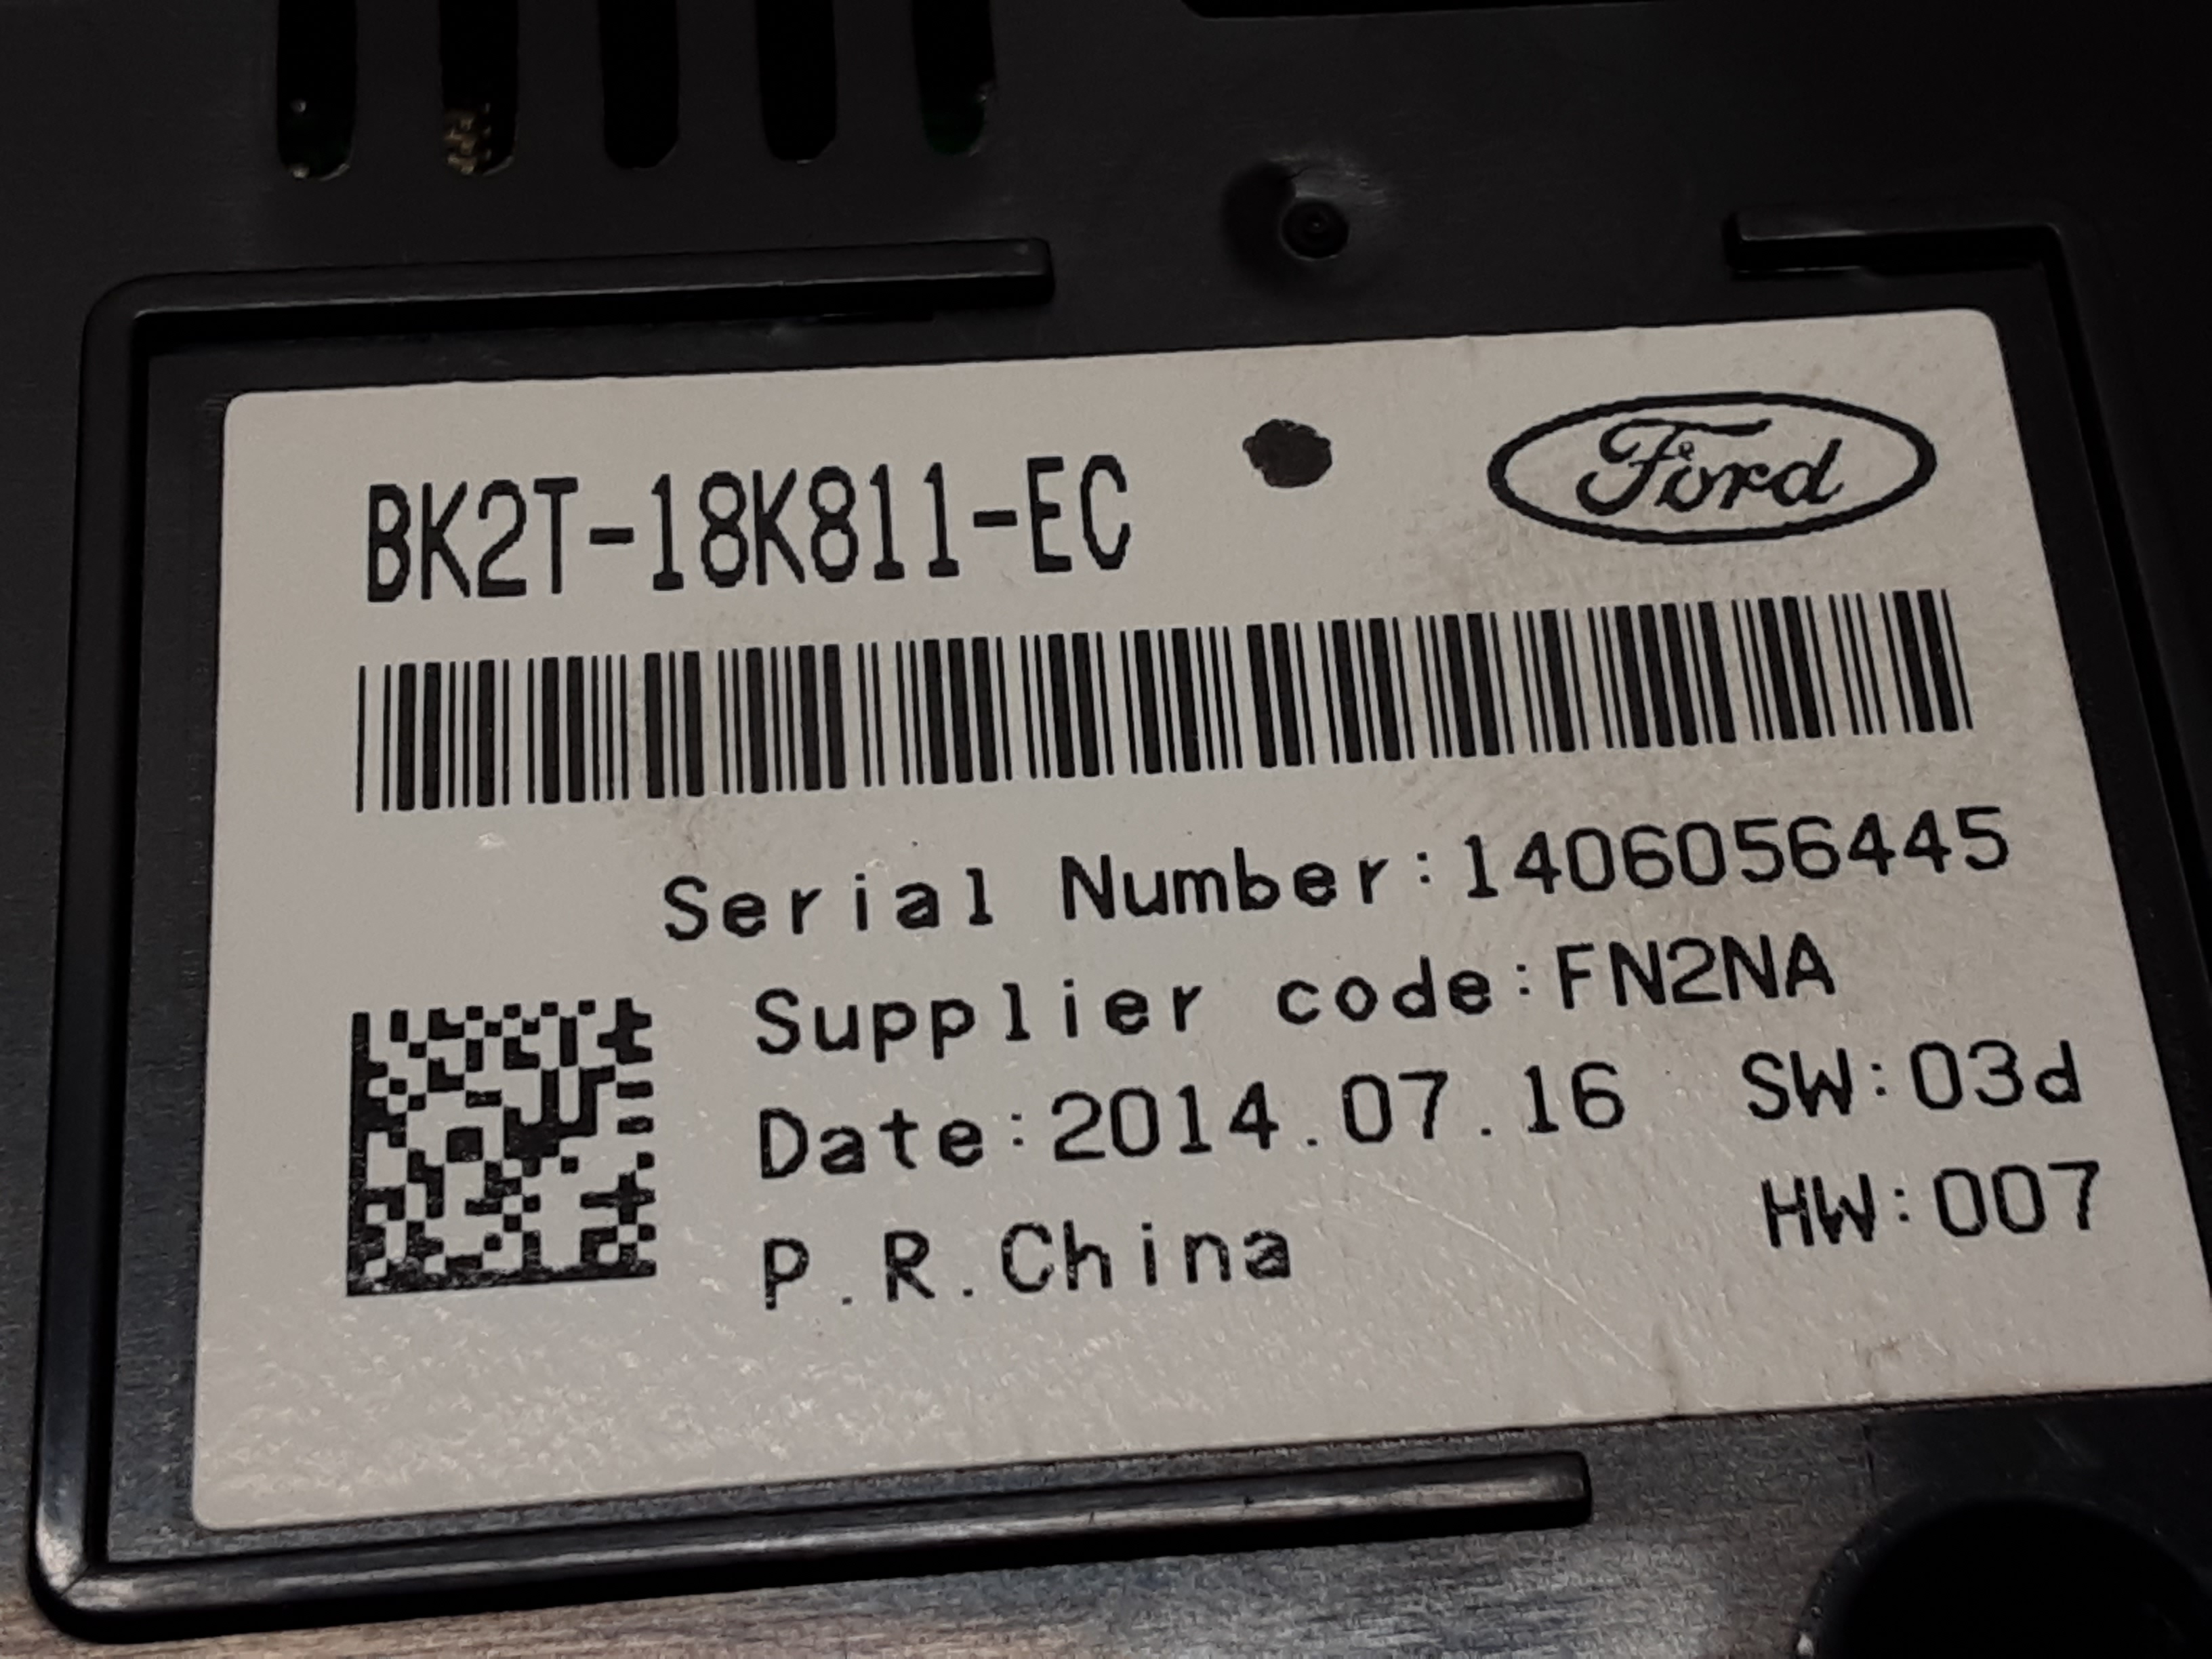 BK2T-18K811-EC
Ford
Serial Number:1406056445
Supplier code:FN2NA
Date:2014.07.16 SW:03d
HW:007
P.R.China